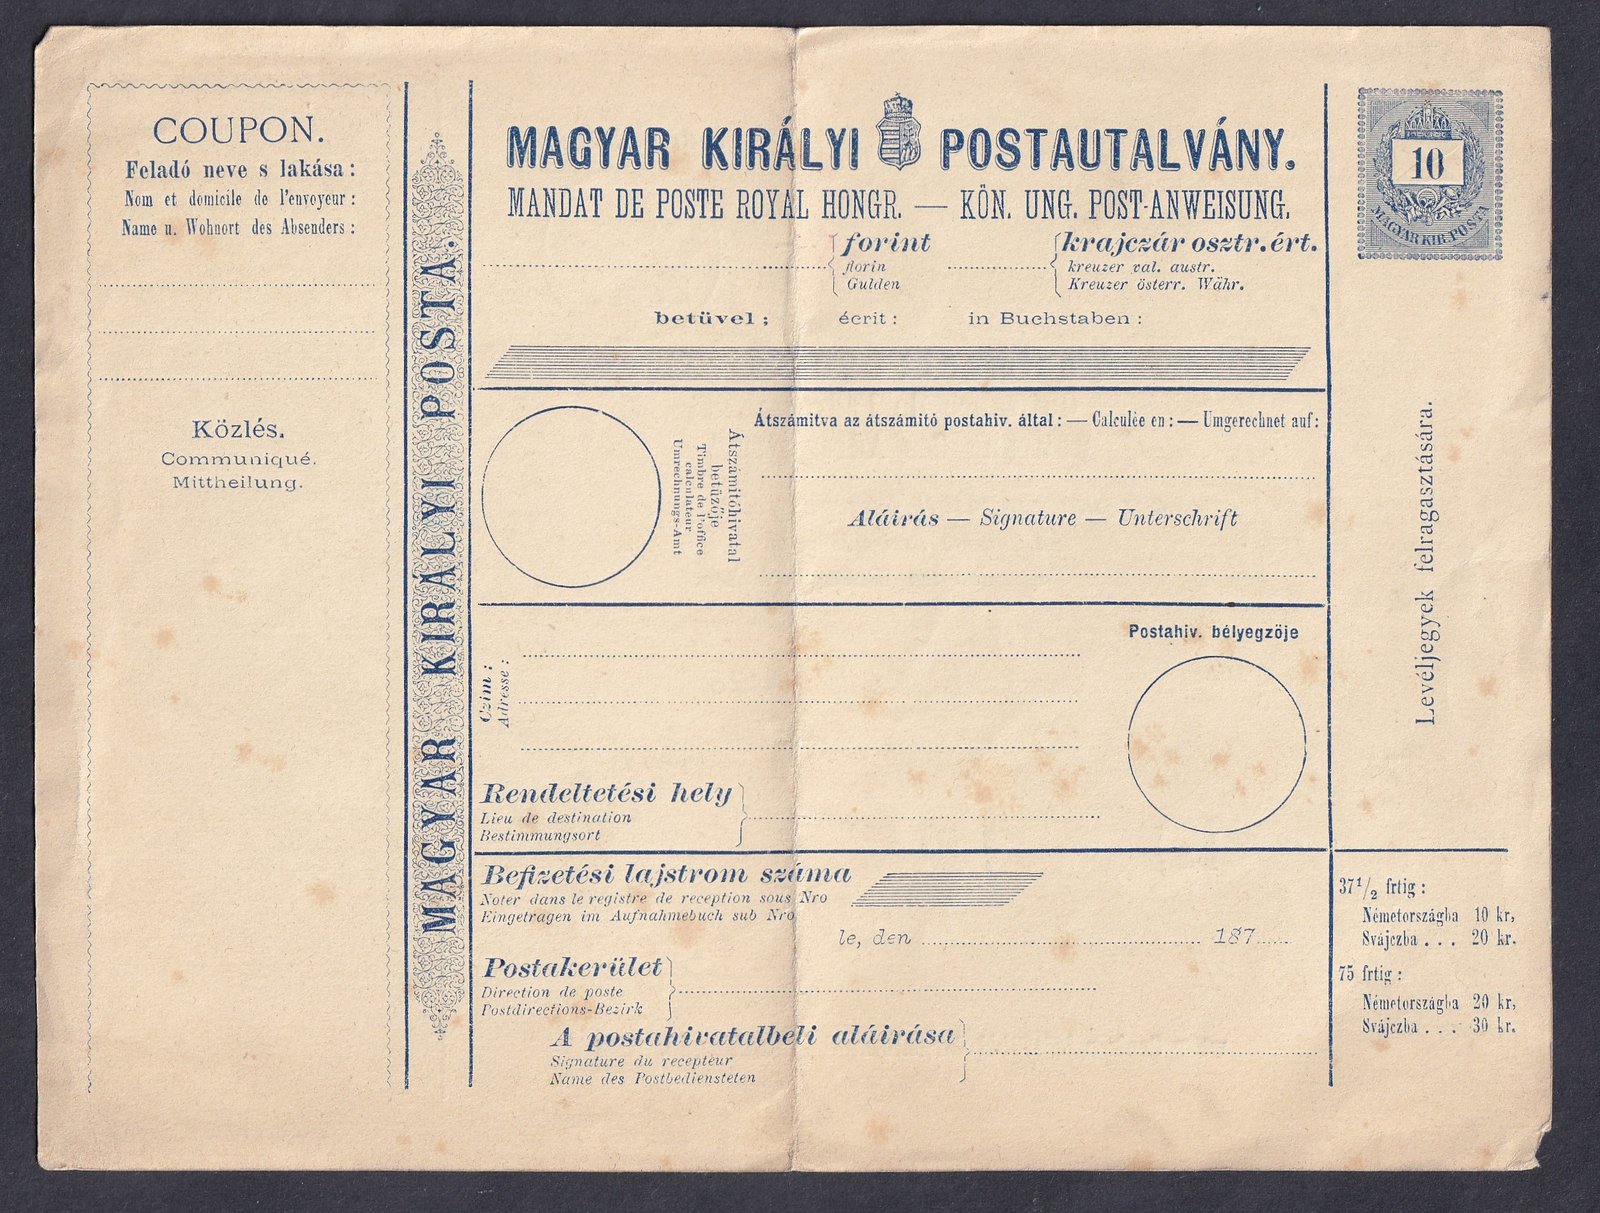 COUPON.
Feladó neve s lakása:
Nom et domicile de l'envoyeur:
Name u. Wohnort des Absenders:
Közlés.
Communiqué.
Mittheilung.
MAGYAR KIRÁLYI POSTA.
MAGYAR KIRÁLYI POSTAUTALVÁNY.
MANDAT DE POSTE ROYAL HONGR. — KÖN. UNG. POST-ANWEISUNG.
forint
florin
Gulden
krajczár osztr. ért.
kreuzer val. austr.
Kreuzer österr. Währ.
betüvel; écrit: in Buchstaben:
Átszámitóhivatal
betüzője
Timbre de l'office
calculateur
Umrechnungs-Amt
Átszámitva az átszámitó postahiv. által: — Calculée en: — Umgerechnet auf:
Aláirás — Signature — Unterschrift
Czim:
Adresse:
Postahiv. bélyegzöje
Rendeltetési hely
Lieu de destination
Bestimmungsort
Befizetési lajstrom száma
Noter dans le registre de reception sous Nro
Eingetragen im Aufnahmebuch sub Nro
le, den 187
Postakerület
Direction de poste
Postdirections-Bezirk
A postahivatalbeli aláirása
Signature du recepteur
Name des Postbediensteten
10
MAGYAR KIR. POSTA
Levéljegyek felragasztására.
37 1/2 frtig:
Németországba 10 kr,
Svájczba . . . 20 kr.
75 frtig:
Németországba 20 kr,
Svájczba . . . 30 kr.